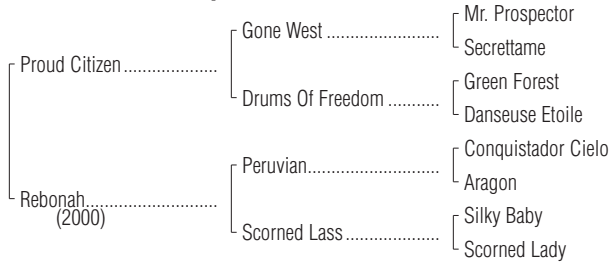 Mr. Prospector
Gone West
Secrettame
Proud Citizen
Green Forest
Drums Of Freedom
Danseuse Etoile
Conquistador Cielo
Peruvian
Aragon
Rebonah
(2000)
Silky Baby
Scorned Lass
Scorned Lady